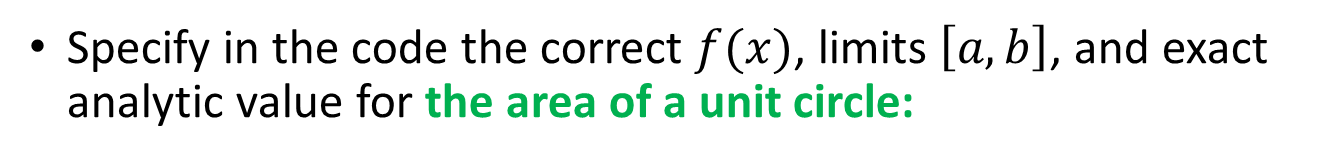 • Specify in the code the correct f(x), limits [a, b], and exact
analytic value for the area of a unit circle: